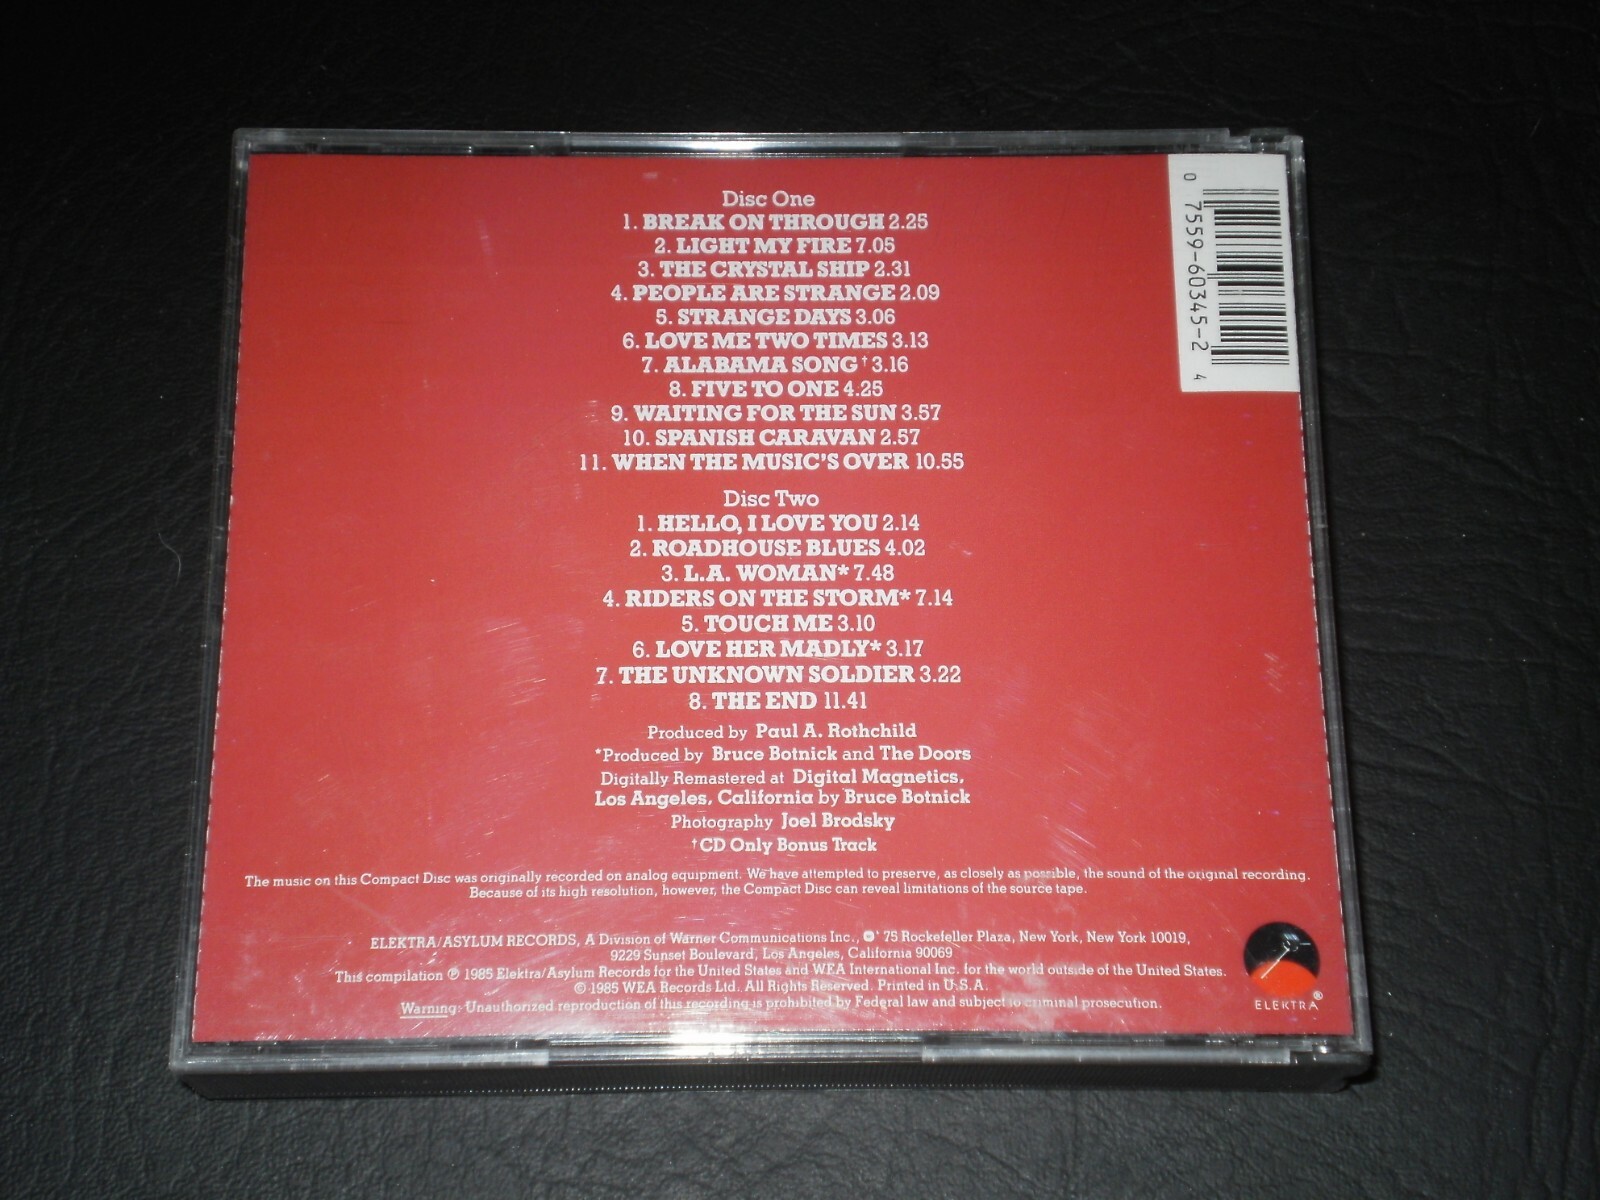 Disc One
1. BREAK ON THROUGH 2.25
2. LIGHT MY FIRE 7.05
3. THE CRYSTAL SHIP 2.31
4. PEOPLE ARE STRANGE 2.09
5. STRANGE DAYS 3.06
6. LOVE ME TWO TIMES 3.13
7. ALABAMA SONG † 3.16
8. FIVE TO ONE 4.25
9. WAITING FOR THE SUN 3.57
10. SPANISH CARAVAN 2.57
11. WHEN THE MUSIC'S OVER 10.55
Disc Two
1. HELLO, I LOVE YOU 2.14
2. ROADHOUSE BLUES 4.02
3. L.A. WOMAN* 7.48
4. RIDERS ON THE STORM* 7.14
5. TOUCH ME 3.10
6. LOVE HER MADLY* 3.17
7. THE UNKNOWN SOLDIER 3.22
8. THE END 11.41
Produced by Paul A. Rothchild
*Produced by Bruce Botnick and The Doors
Digitally Remastered at Digital Magnetics,
Los Angeles, California by Bruce Botnick
Photography Joel Brodsky
†CD Only Bonus Track
The music on this Compact Disc was originally recorded on analog equipment. We have attempted to preserve, as closely as possible, the sound of the original recording.
Because of its high resolution, however, the Compact Disc can reveal limitations of the source tape.
ELEKTRA/ASYLUM RECORDS, A Division of Warner Communications Inc., 75 Rockefeller Plaza, New York, New York 10019,
9229 Sunset Boulevard, Los Angeles, California 90069
This compilation ℗ 1985 Elektra/Asylum Records for the United States and WEA International Inc. for the world outside of the United States.
© 1985 WEA Records Ltd. All Rights Reserved. Printed in U.S.A.
Warning: Unauthorized reproduction of this recording is prohibited by Federal law and subject to criminal prosecution.
ELEKTRA®
0 7559-60345-2 4